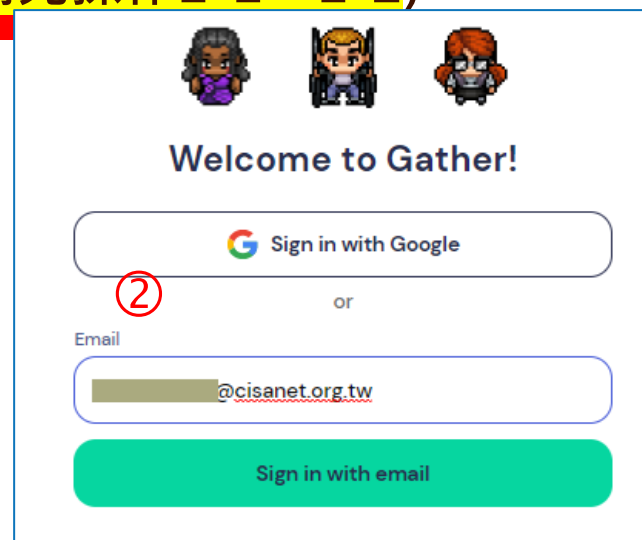 Welcome to Gather!
Sign in with Google
②
or
Email
@cisanet.org.tw
Sign in with email